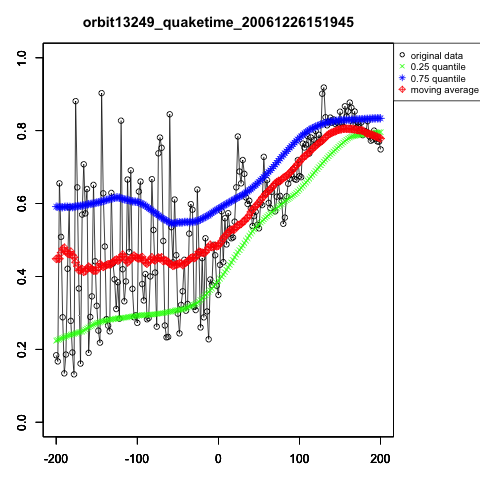 orbit13249_quaketime_20061226151945
original data
0.25 quantile
0.75 quantile
moving average
1.0
0.8
0.6
0.4
0.2
0.0
-200 -100 0 100 200